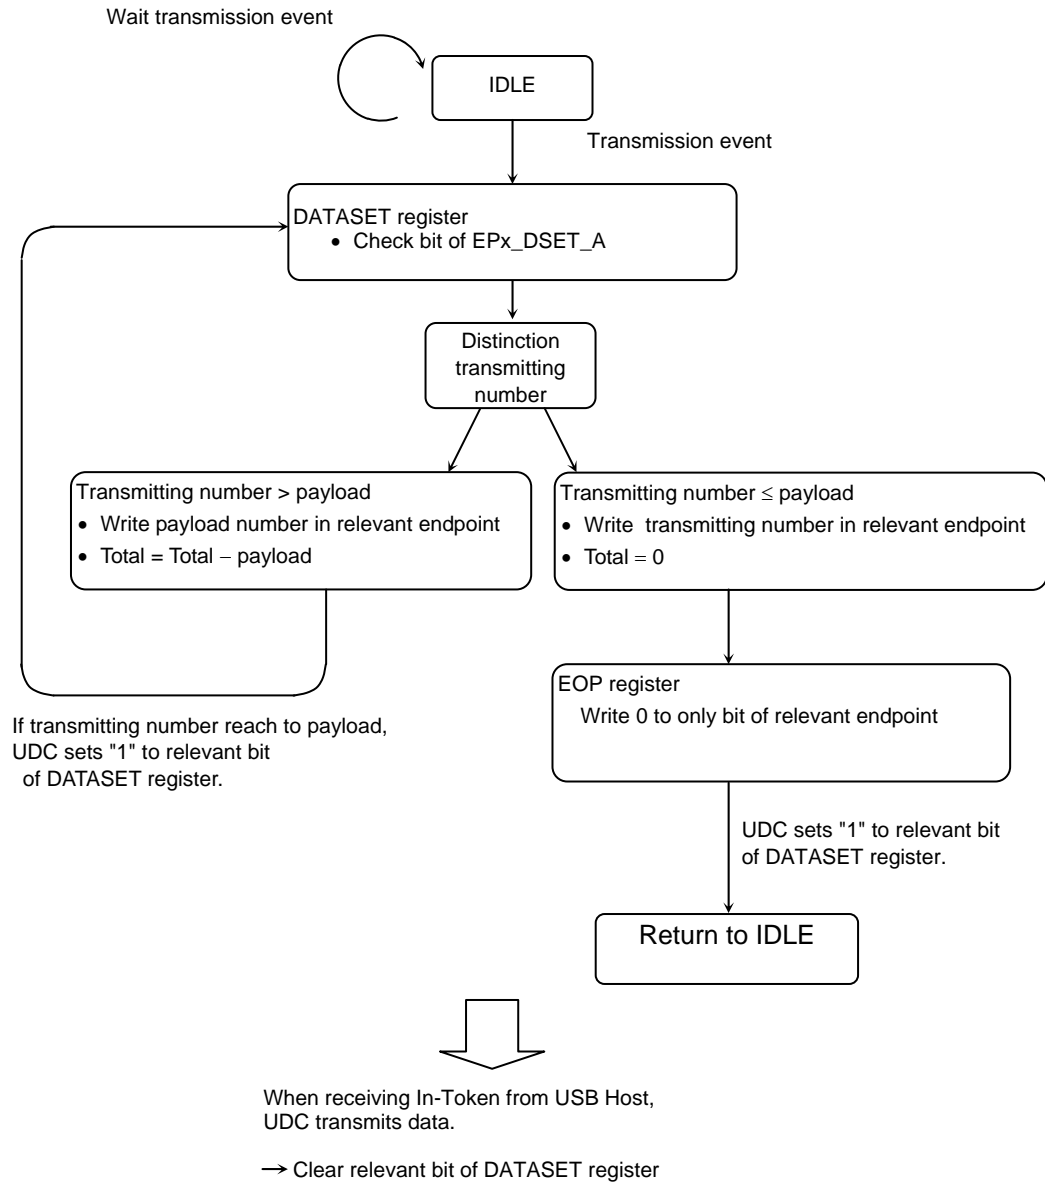 Wait transmission event
IDLE
Transmission event
DATASET register
• Check bit of EPx_DSET_A
Distinction
transmitting
number
Transmitting number > payload
• Write payload number in relevant endpoint
• Total = Total − payload
Transmitting number ≤ payload
• Write transmitting number in relevant endpoint
• Total = 0
EOP register
Write 0 to only bit of relevant endpoint
If transmitting number reach to payload,
UDC sets "1" to relevant bit
of DATASET register.
UDC sets "1" to relevant bit
of DATASET register.
Return to IDLE
When receiving In-Token from USB Host,
UDC transmits data.
→ Clear relevant bit of DATASET register